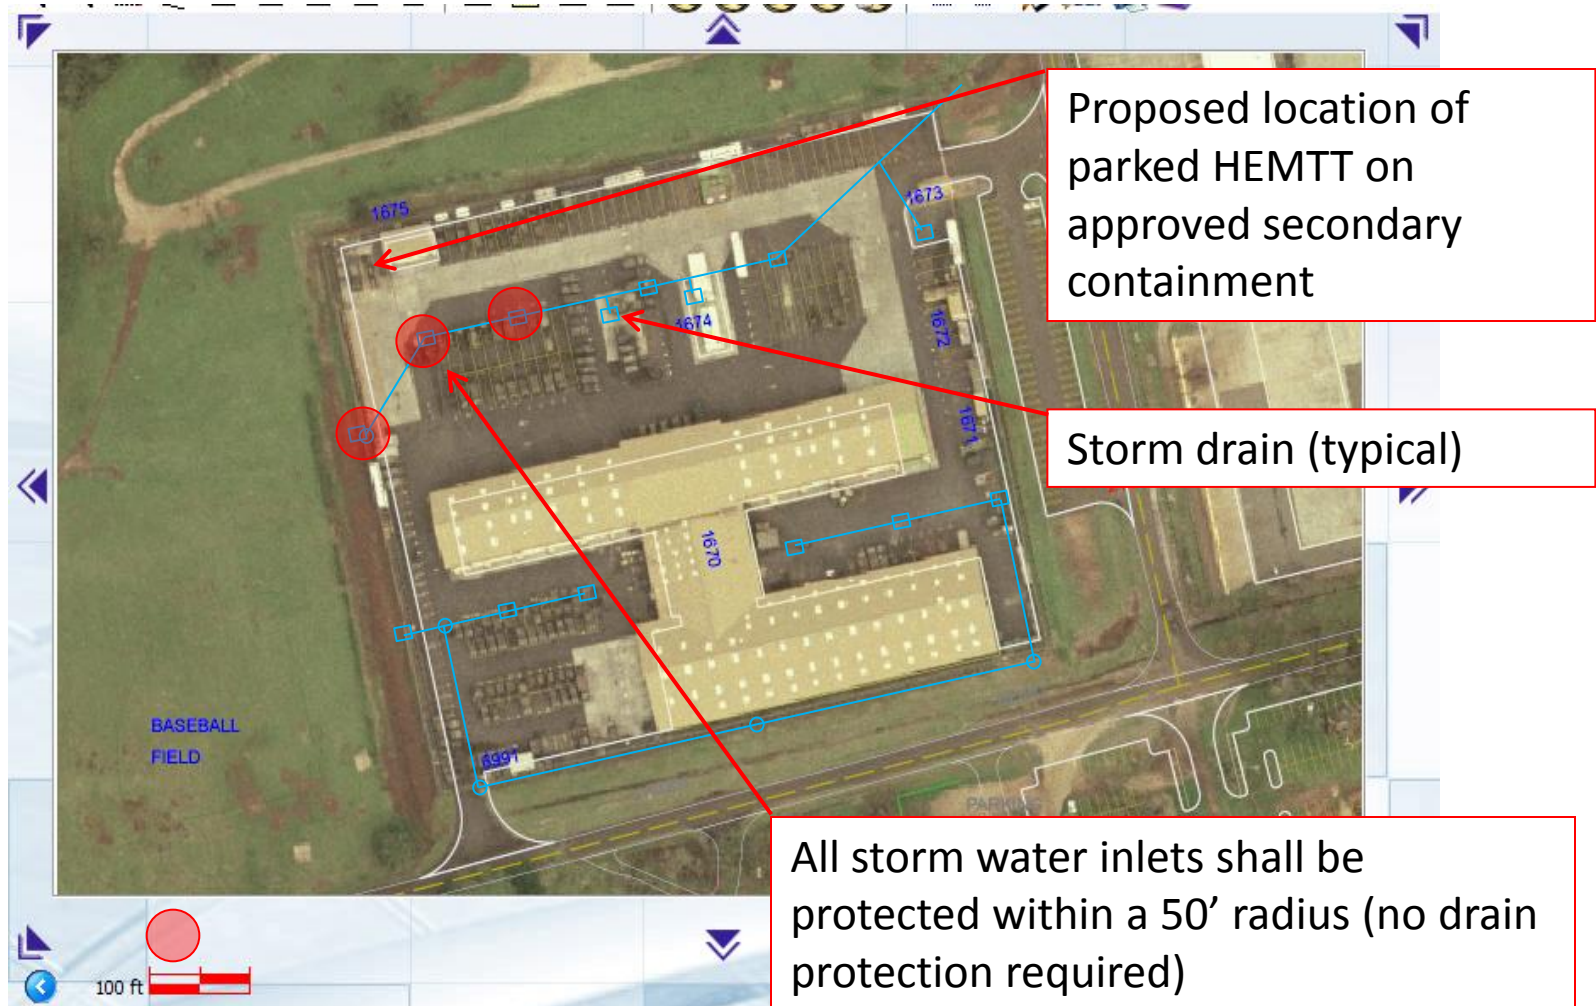 Proposed location of
parked HEMTT on
approved secondary
containment
1675
1673
1674
1672
1671
Storm drain (typical)
1670
BASEBALL
FIELD
6991
PARKING
All storm water inlets shall be
protected within a 50’ radius (no drain
protection required)
100 ft